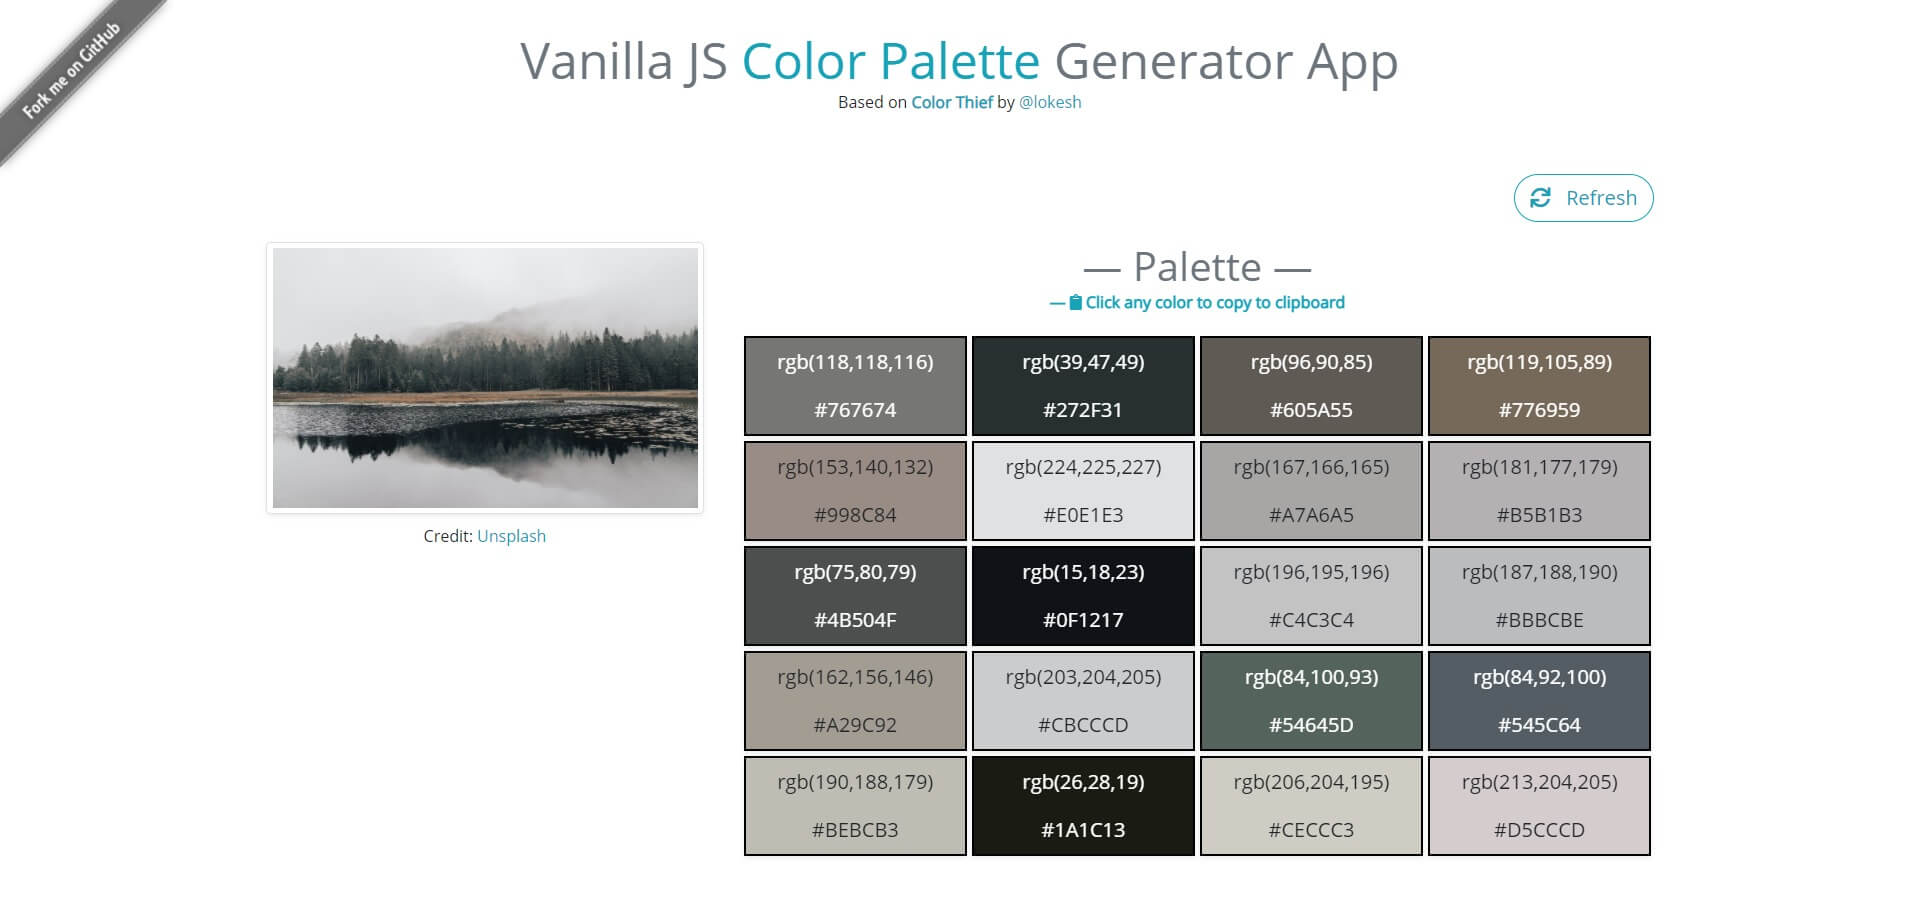 Fork me on GitHub
Vanilla JS Color Palette Generator App
Based on Color Thief by @lokesh
Refresh
— Palette —
— Click any color to copy to clipboard
rgb(118,118,116) rgb(39,47,49) rgb(96,90,85) rgb(119,105,89)
#767674 #272F31 #605A55 #776959
rgb(153,140,132) rgb(224,225,227) rgb(167,166,165) rgb(181,177,179)
#998C84 #E0E1E3 #A7A6A5 #B5B1B3
rgb(75,80,79) rgb(15,18,23) rgb(196,195,196) rgb(187,188,190)
#4B504F #0F1217 #C4C3C4 #BBBCBE
rgb(162,156,146) rgb(203,204,205) rgb(84,100,93) rgb(84,92,100)
#A29C92 #CBCCCD #54645D #545C64
rgb(190,188,179) rgb(26,28,19) rgb(206,204,195) rgb(213,204,205)
#BEBCB3 #1A1C13 #CECCC3 #D5CCCD
Credit: Unsplash